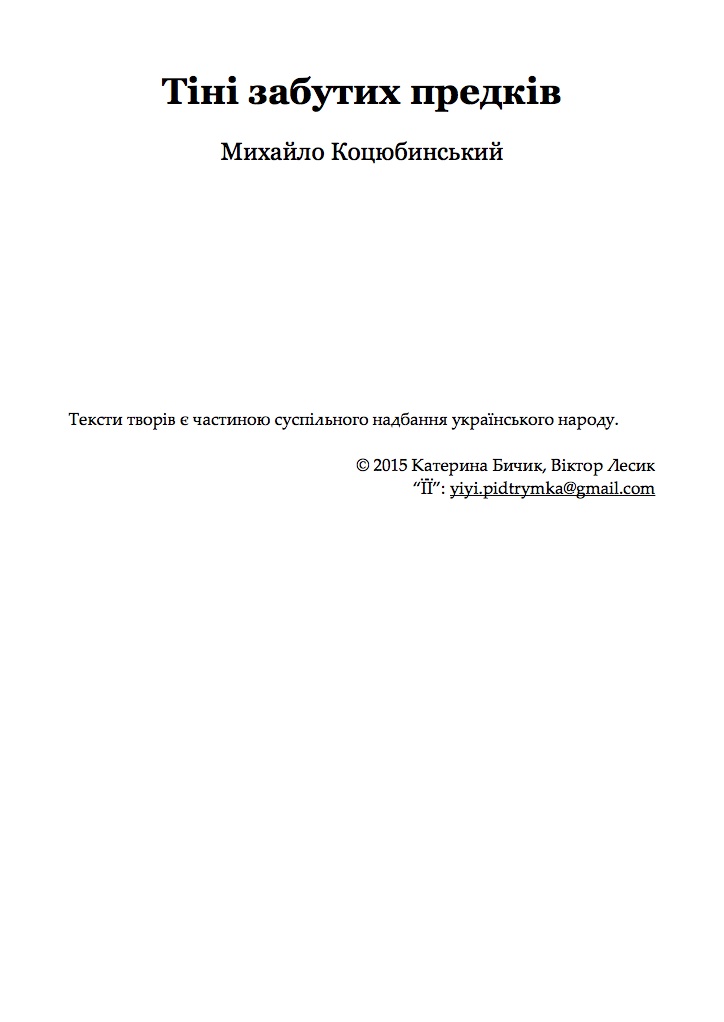 Тіні забутих предків
Михайло Коцюбинський
Тексти творів є частиною суспільного надбання українського народу.
© 2015 Катерина Бичик, Віктор Лесик
“ЇЇ”: yiyi.pidtrymka@gmail.com